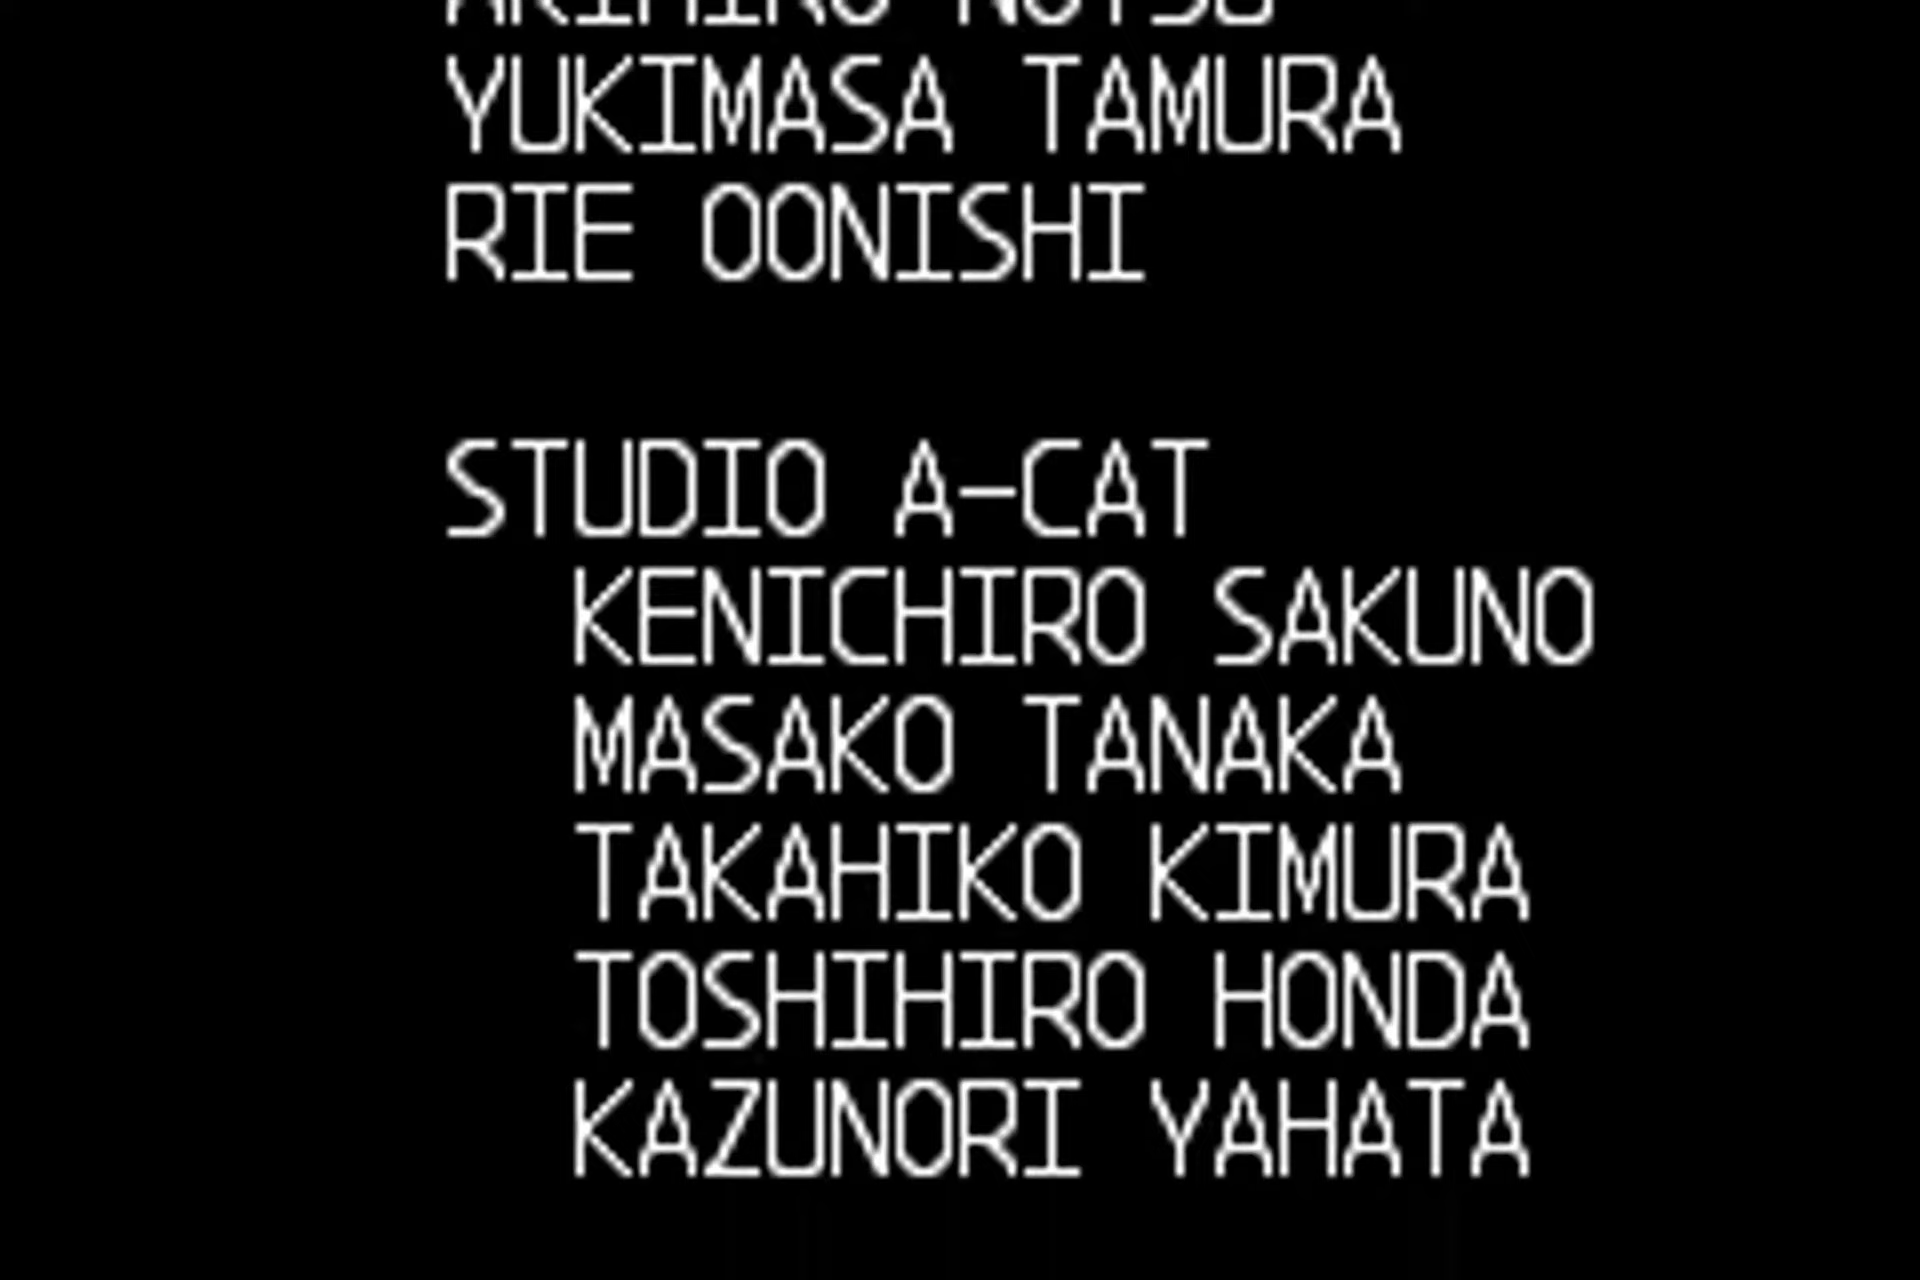 YUKIMASA TAMURA
RIE OONISHI
STUDIO A-CAT
KENICHIRO SAKUNO
MASAKO TANAKA
TAKAHIKO KIMURA
TOSHIHIRO HONDA
KAZUNORI YAHATA